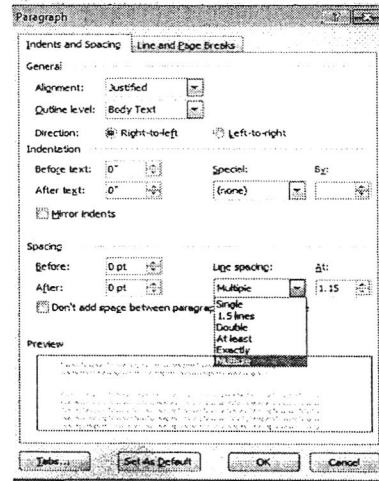 Paragraph
Indents and Spacing Line and Page Breaks
General
Alignment: Justified
Outline level: Body Text
Direction: Right-to-left Left-to-right
Indentation
Before text: 0" Special: By:
After text: 0" (none)
Mirror indents
Spacing
Before: 0 pt Line spacing: At:
After: 0 pt Multiple 1.15
Don't add space between paragra
Single
1.5 lines
Double
At least
Exactly
Multiple
Preview
Tabs... Set As Default OK Cancel